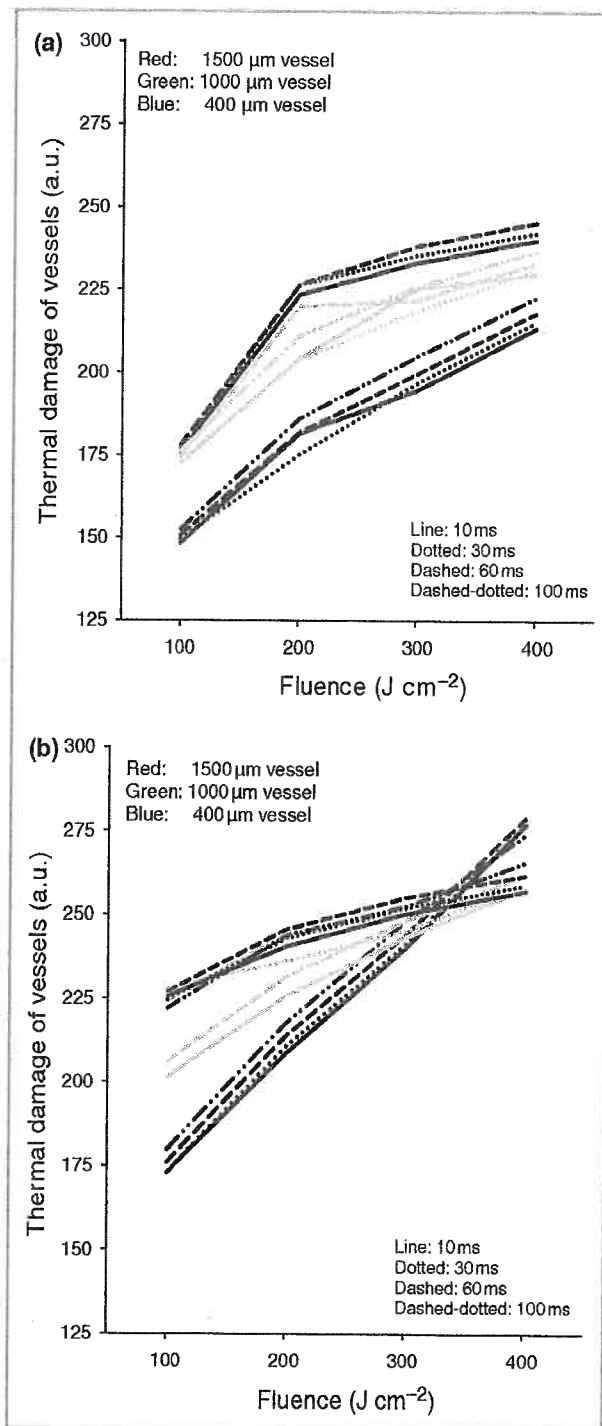 (a)
Red: 1500 µm vessel
Green: 1000 µm vessel
Blue: 400 µm vessel
300
275
250
225
200
175
150
125
Thermal damage of vessels (a.u.)
Line: 10 ms
Dotted: 30 ms
Dashed: 60 ms
Dashed-dotted: 100 ms
100 200 300 400
Fluence (J cm⁻²)
(b)
Red: 1500 µm vessel
Green: 1000 µm vessel
Blue: 400 µm vessel
300
275
250
225
200
175
150
125
Thermal damage of vessels (a.u.)
Line: 10 ms
Dotted: 30 ms
Dashed: 60 ms
Dashed-dotted: 100 ms
100 200 300 400
Fluence (J cm⁻²)